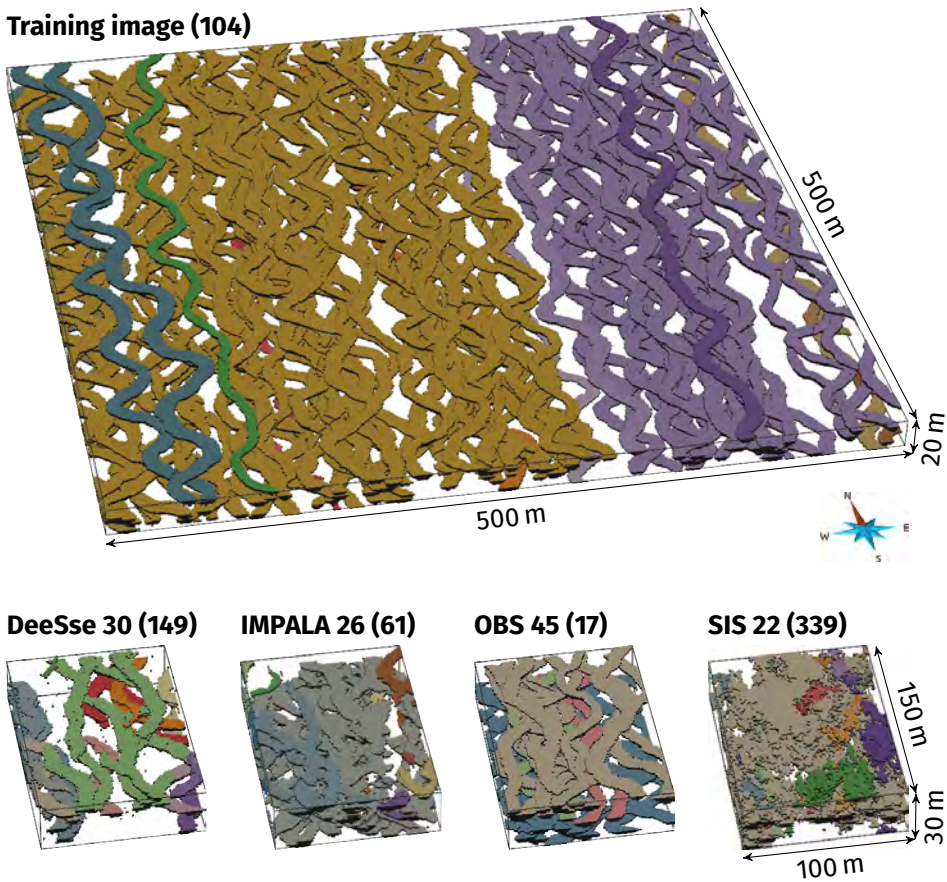 Training image (104)
500 m
20 m
500 m
N
W
E
S
DeeSse 30 (149)
IMPALA 26 (61)
OBS 45 (17)
SIS 22 (339)
150 m
30 m
100 m